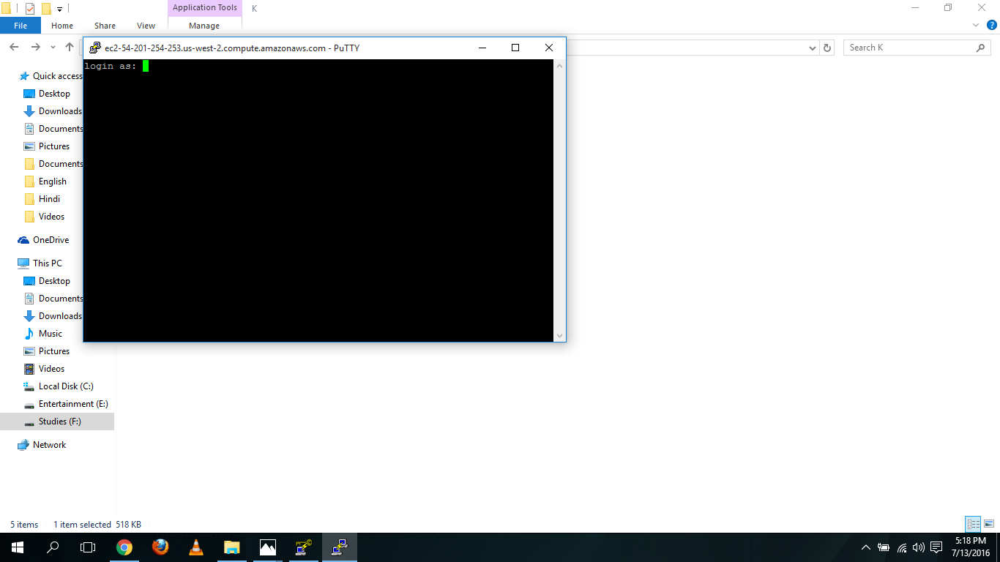 Application Tools K
File Home Share View Manage
ec2-54-201-254-253.us-west-2.compute.amazonaws.com - PuTTY
Search K
login as:
Quick access
Desktop
Downloads
Documents
Pictures
Documents
English
Hindi
Videos
OneDrive
This PC
Desktop
Documents
Downloads
Music
Pictures
Videos
Local Disk (C:)
Entertainment (E:)
Studies (F:)
Network
5 items 1 item selected 518 KB
5:18 PM
7/13/2016